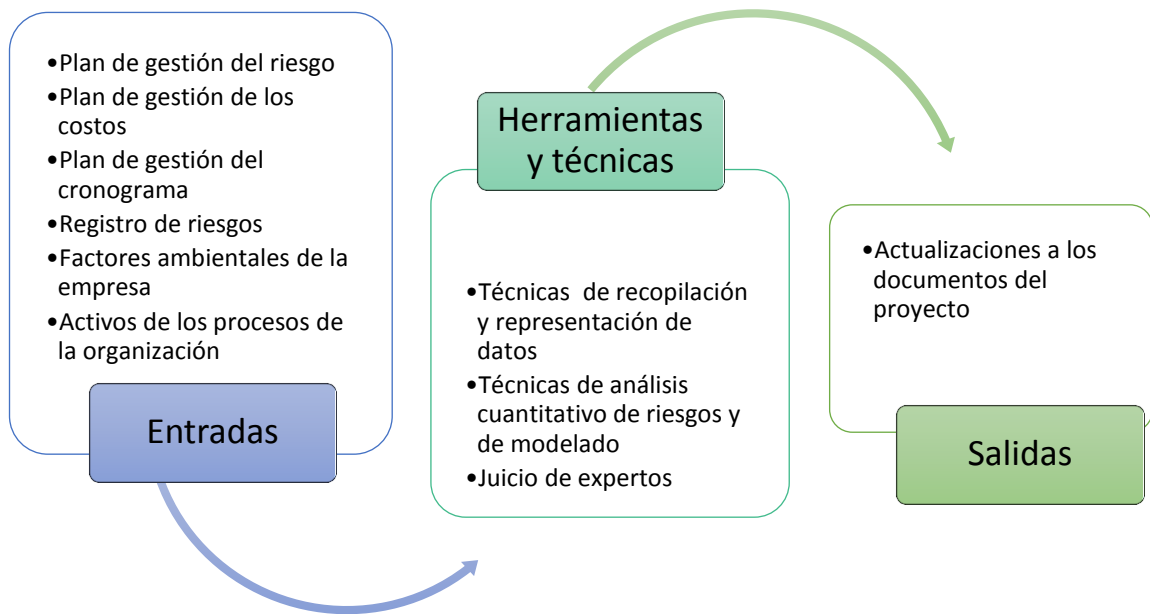 •Plan de gestión del riesgo
•Plan de gestión de los
costos
•Plan de gestión del
cronograma
•Registro de riesgos
•Factores ambientales de la
empresa
•Activos de los procesos de
la organización
Entradas
Herramientas
y técnicas
•Técnicas de recopilación
y representación de
datos
•Técnicas de análisis
cuantitativo de riesgos y
de modelado
•Juicio de expertos
•Actualizaciones a los
documentos del
proyecto
Salidas